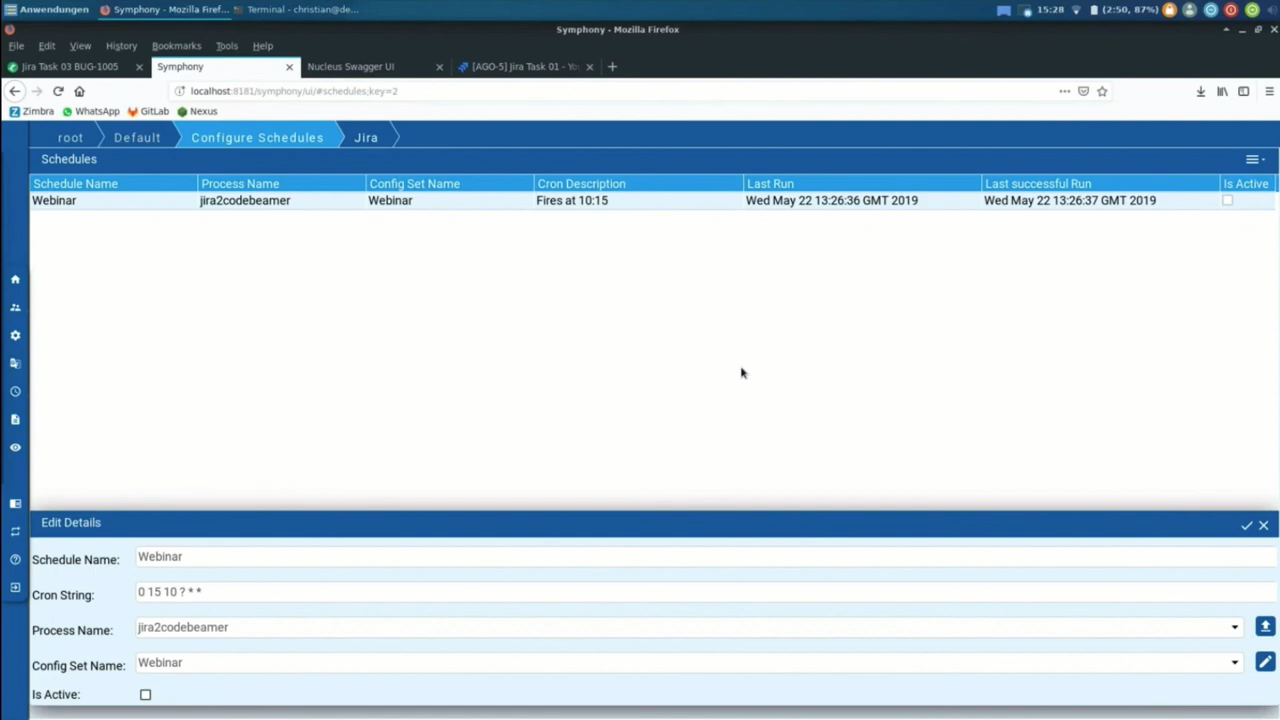 Anwendungen Symphony - Mozilla Firef... Terminal - christian@de... 15:28 (2:50, 87%)
Symphony - Mozilla Firefox
File Edit View History Bookmarks Tools Help
Jira Task 03 BUG-1005 Symphony Nucleus Swagger UI [AGO-5] Jira Task 01 - Yo
localhost:8181/symphony/ui/#schedules;key=2
Zimbra WhatsApp GitLab Nexus
root Default Configure Schedules Jira
Schedules
Schedule Name Process Name Config Set Name Cron Description Last Run Last successful Run Is Active
Webinar jira2codebeamer Webinar Fires at 10:15 Wed May 22 13:26:36 GMT 2019 Wed May 22 13:26:37 GMT 2019
Edit Details
Schedule Name: Webinar
Cron String: 0 15 10 ? * *
Process Name: jira2codebeamer
Config Set Name: Webinar
Is Active: